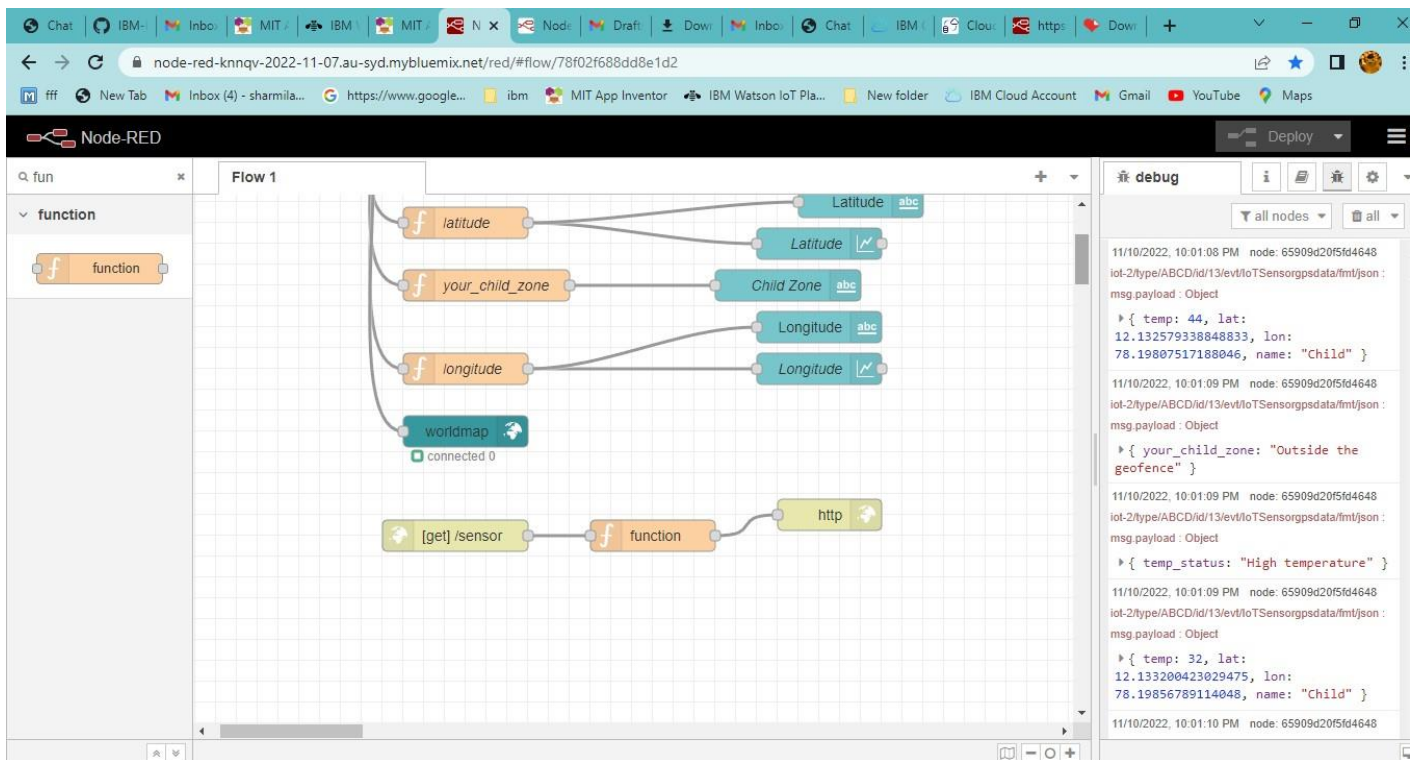 Chat
IBM-
Inbox
MIT A
IBM W
MIT A
N
Node
Draft
Down
Inbox
Chat
IBM C
Cloud
https
Down
node-red-knnqv-2022-11-07.au-syd.mybluemix.net/red/#flow/78f02f688dd8e1d2
fff
New Tab
Inbox (4) - sharmila...
https://www.google...
ibm
MIT App Inventor
IBM Watson IoT Pla...
New folder
IBM Cloud Account
Gmail
YouTube
Maps
Node-RED
Deploy
fun
Flow 1
debug
function
function
all nodes
all
Latitude abc
latitude
Latitude
your_child_zone
Child Zone abc
Longitude abc
longitude
Longitude
worldmap
connected 0
[get] /sensor
function
http
11/10/2022, 10:01:08 PM node: 65909d20f5fd4648
iot-2/type/ABCD/id/13/evt/IoTSensorgpsdata/fmt/json :
msg.payload : Object
{ temp: 44, lat:
12.132579338848833, lon:
78.19807517188046, name: "Child" }
11/10/2022, 10:01:09 PM node: 65909d20f5fd4648
iot-2/type/ABCD/id/13/evt/IoTSensorgpsdata/fmt/json :
msg.payload : Object
{ your_child_zone: "Outside the
geofence" }
11/10/2022, 10:01:09 PM node: 65909d20f5fd4648
iot-2/type/ABCD/id/13/evt/IoTSensorgpsdata/fmt/json :
msg.payload : Object
{ temp_status: "High temperature" }
11/10/2022, 10:01:09 PM node: 65909d20f5fd4648
iot-2/type/ABCD/id/13/evt/IoTSensorgpsdata/fmt/json :
msg.payload : Object
{ temp: 32, lat:
12.133200423029475, lon:
78.19856789114048, name: "Child" }
11/10/2022, 10:01:10 PM node: 65909d20f5fd4648